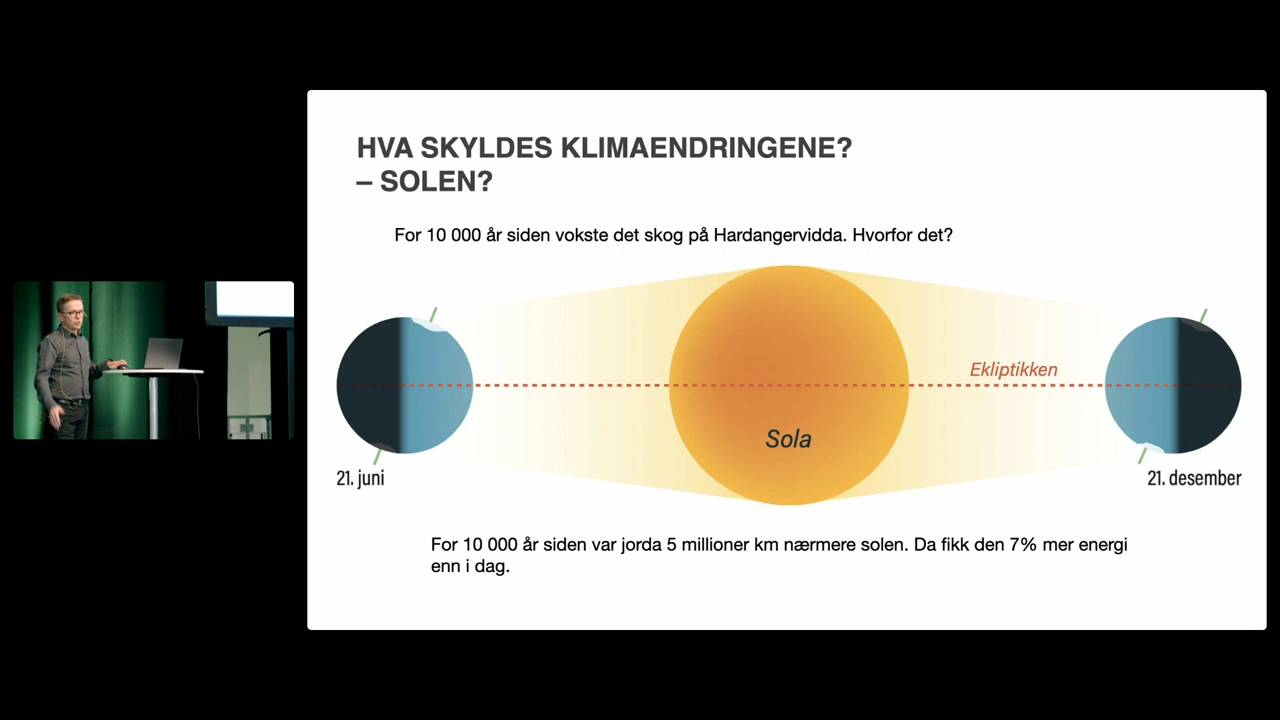 HVA SKYLDES KLIMAENDRINGENE?
– SOLEN?
For 10 000 år siden vokste det skog på Hardangervidda. Hvorfor det?
Ekliptikken
Sola
21. juni
21. desember
For 10 000 år siden var jorda 5 millioner km nærmere solen. Da fikk den 7% mer energi
enn i dag.